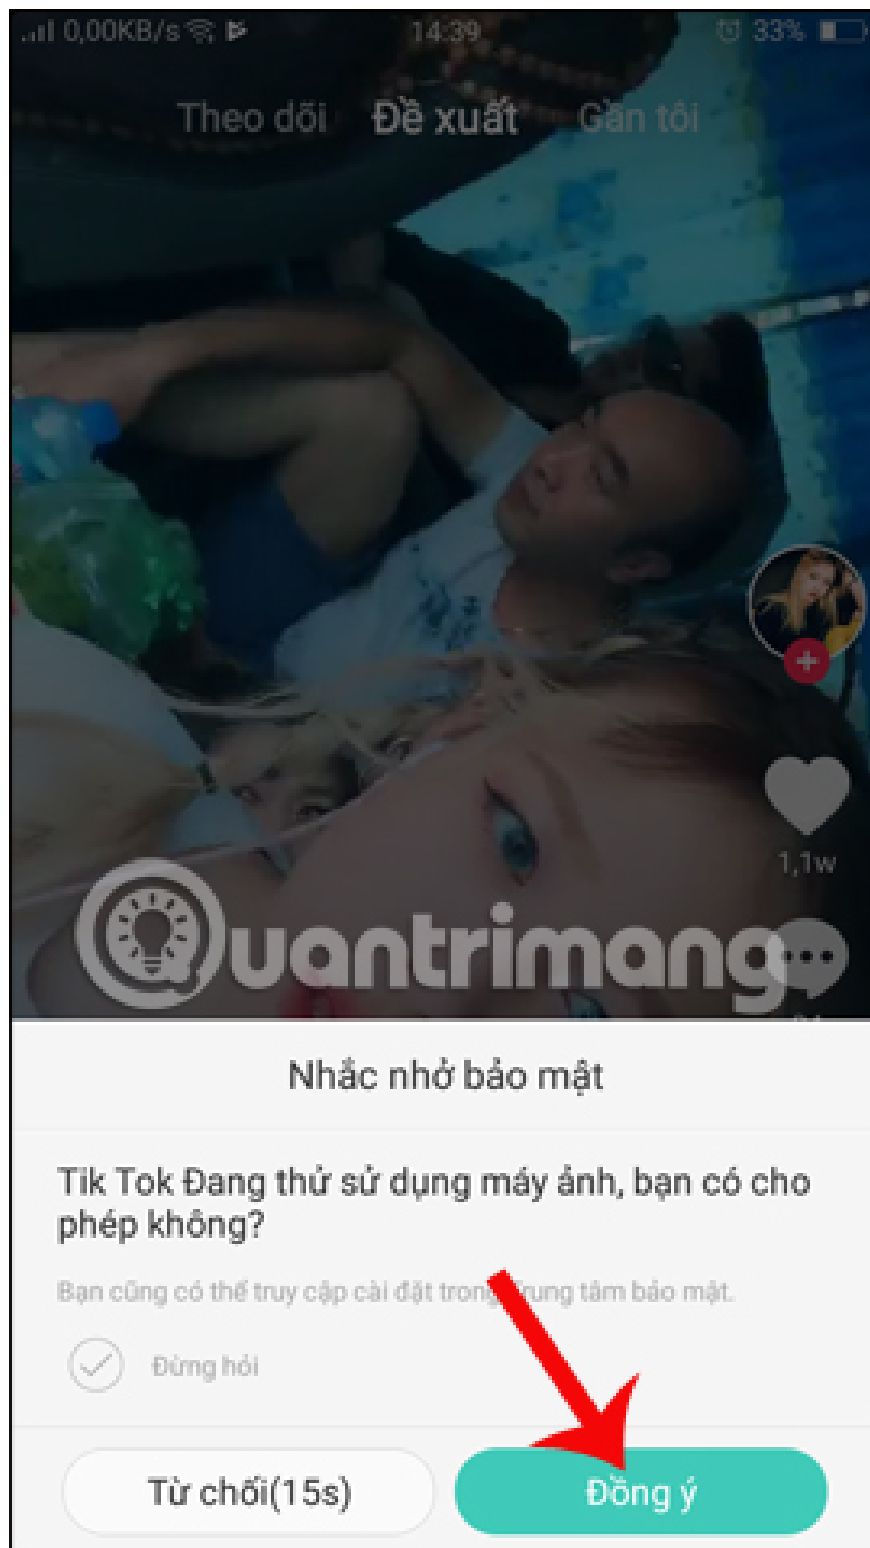 0,00KB/s 14:39 33%
Theo dõi Đề xuất Gần tôi
1,1w
Quantrimang
Nhắc nhở bảo mật
Tik Tok Đang thử sử dụng máy ảnh, bạn có cho
phép không?
Bạn cũng có thể truy cập cài đặt trong Trung tâm bảo mật.
Đừng hỏi
Từ chối(15s) Đồng ý